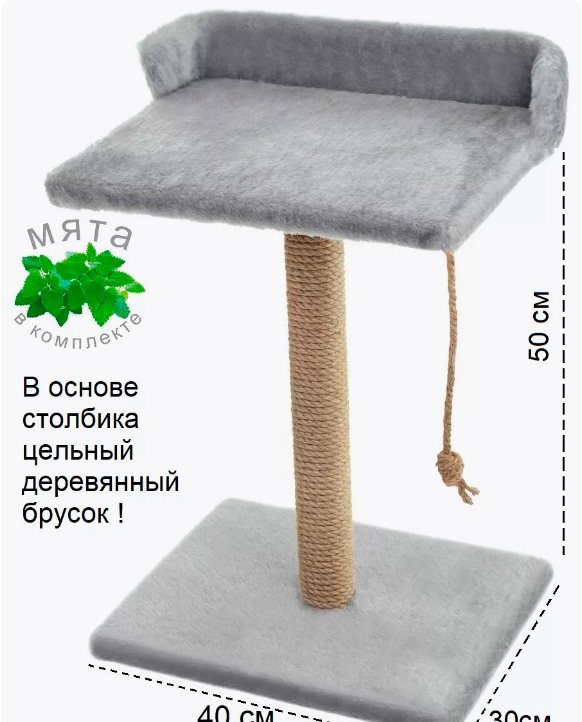 мята
в комплекте
50 см
В основе
столбика
цельный
деревянный
брусок !
40 см
30см